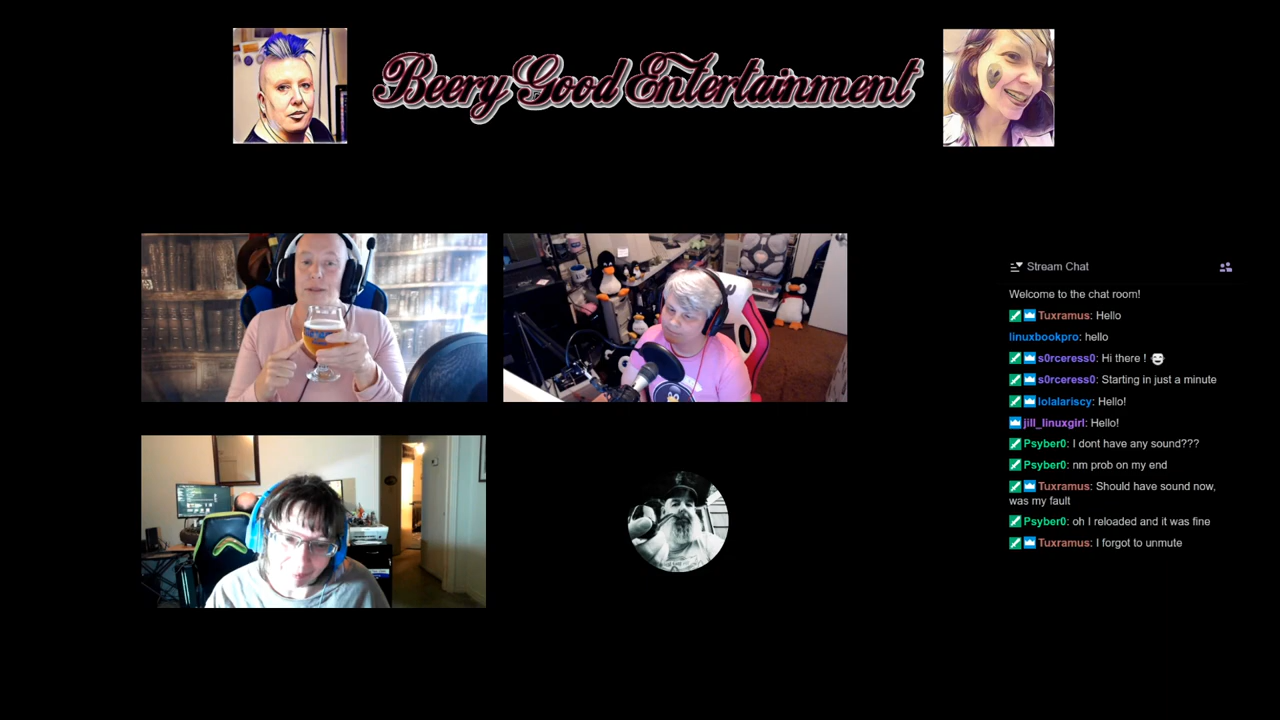 Beery Good Entertainment
Stream Chat
Welcome to the chat room!
Tuxramus: Hello
linuxbookpro: hello
s0rceress0: Hi there !
s0rceress0: Starting in just a minute
lolalariscy: Hello!
jill_linuxgirl: Hello!
Psyber0: I dont have any sound???
Psyber0: nm prob on my end
Tuxramus: Should have sound now,
was my fault
Psyber0: oh I reloaded and it was fine
Tuxramus: I forgot to unmute